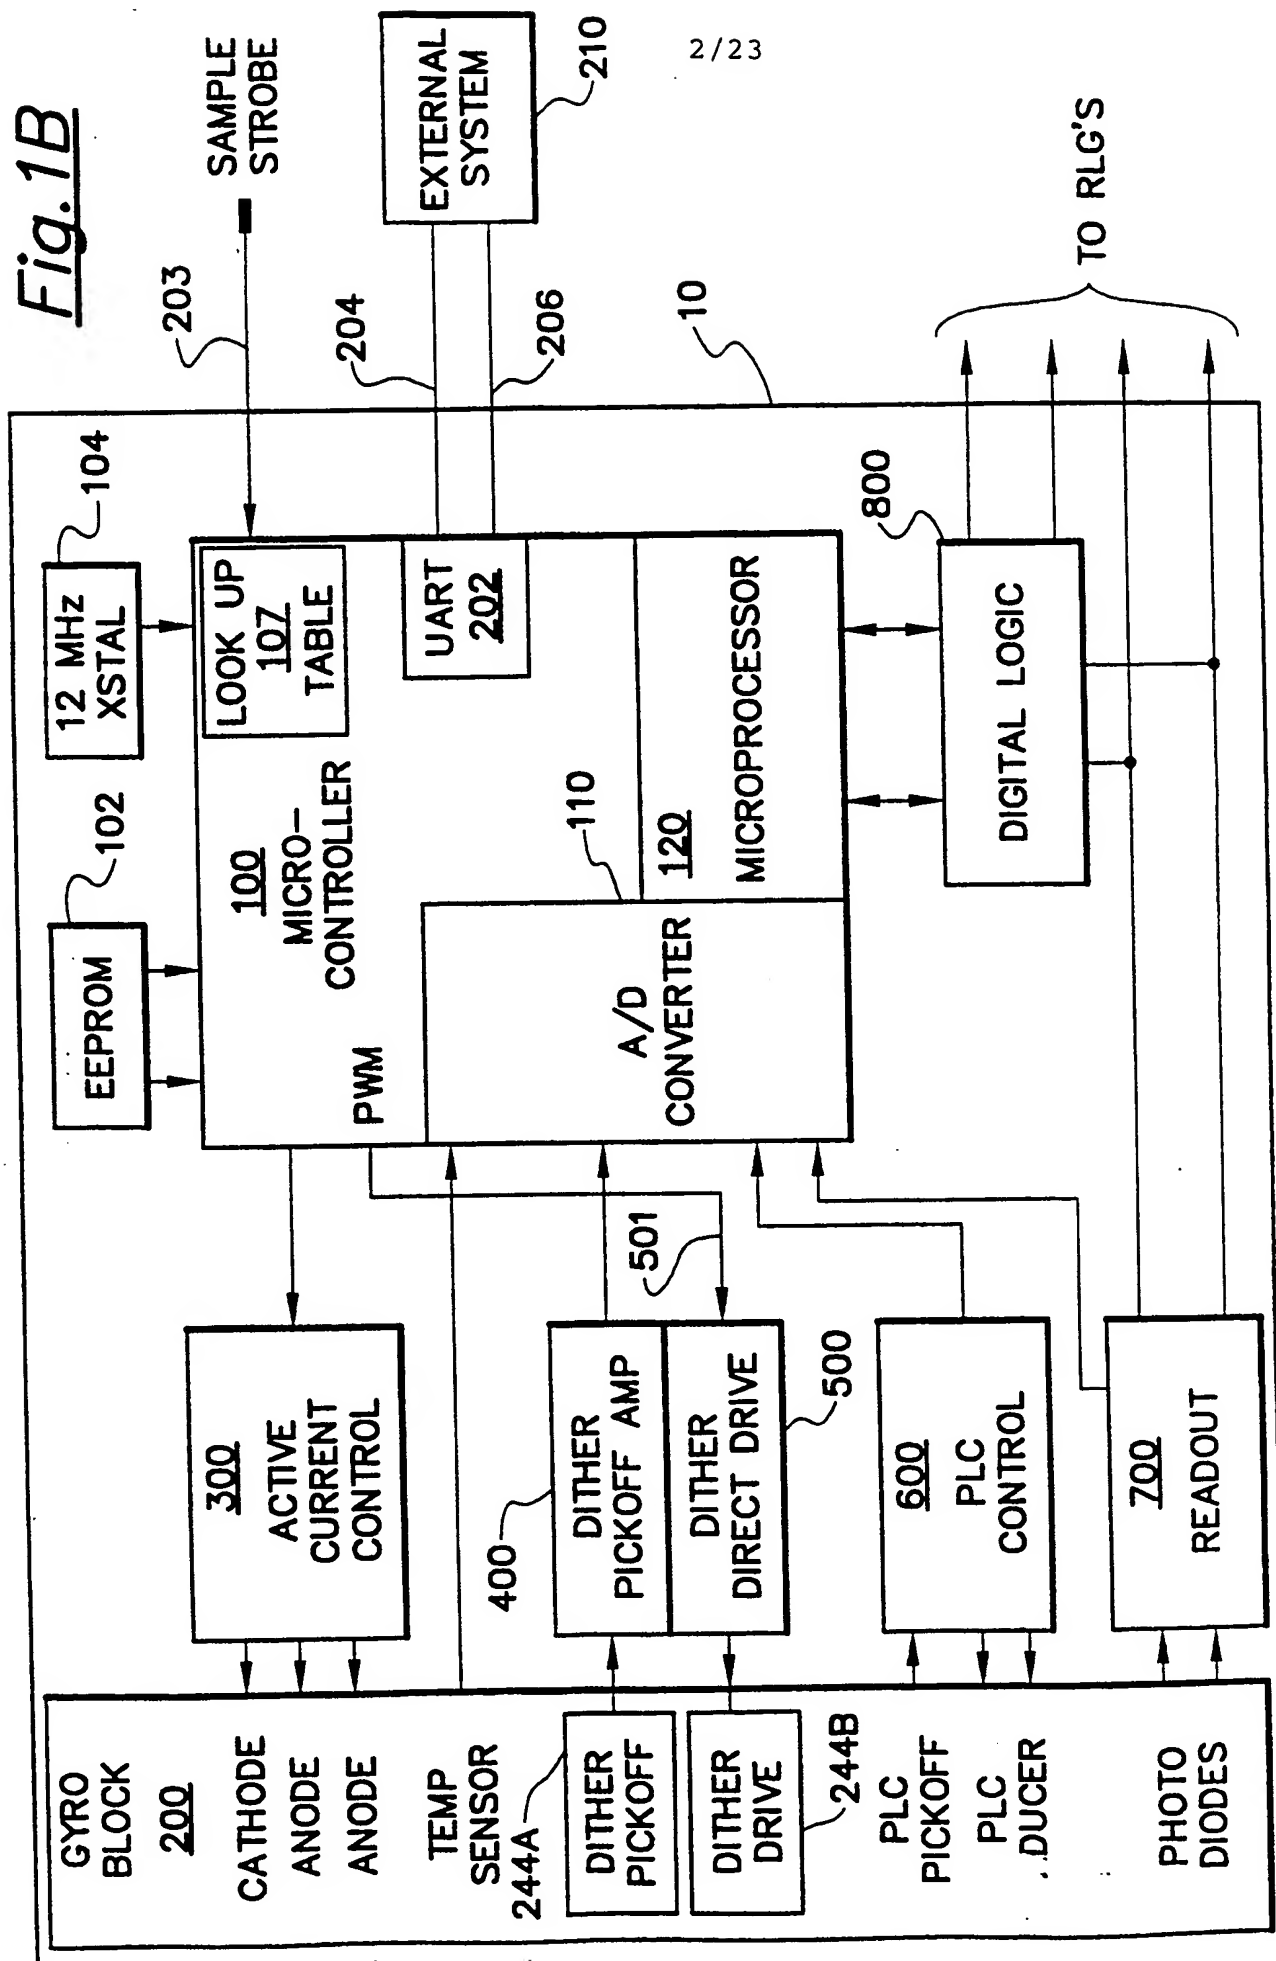 2/23
Fig. 1B
SAMPLE
STROBE
203
EXTERNAL
SYSTEM
210
204
206
10
TO RLG'S
12 MHz
XSTAL
104
EEPROM
102
LOOK UP
107
TABLE
UART
202
100
MICRO-
CONTROLLER
PWM
110
A/D
CONVERTER
120
MICROPROCESSOR
800
DIGITAL LOGIC
300
ACTIVE
CURRENT
CONTROL
400
DITHER
PICKOFF AMP
501
DITHER
DIRECT DRIVE
500
600
PLC
CONTROL
700
READOUT
GYRO
BLOCK
200
CATHODE
ANODE
ANODE
TEMP
SENSOR
244A
DITHER
PICKOFF
DITHER
DRIVE
244B
PLC
PICKOFF
PLC
DUCER
PHOTO
DIODES